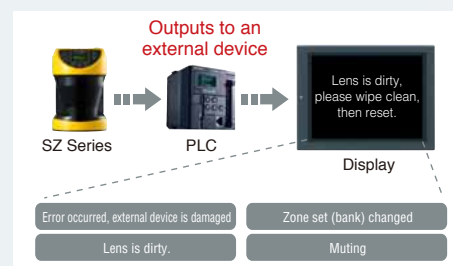 Outputs to an
external device
Lens is dirty,
please wipe clean,
then reset.
SZ Series
PLC
Display
Error occurred, external device is damaged
Zone set (bank) changed
Lens is dirty.
Muting